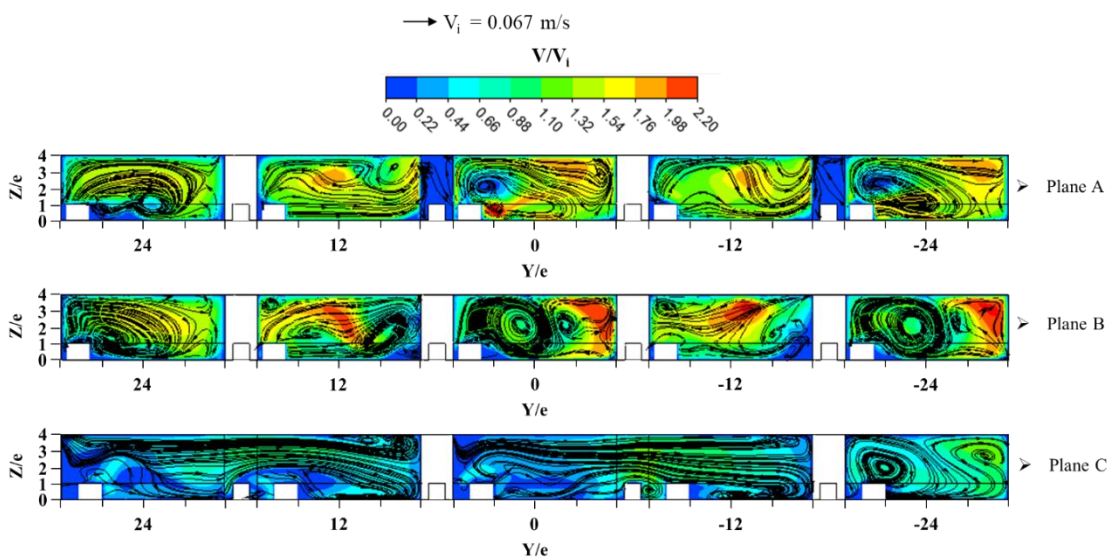 V_i = 0.067 m/s
V/V_i
0.00 0.22 0.44 0.66 0.88 1.10 1.32 1.54 1.76 1.98 2.20
Z/e
4
3
2
1
0
24 12 0 -12 -24
Y/e
➢ Plane A
Z/e
4
3
2
1
0
24 12 0 -12 -24
Y/e
➢ Plane B
Z/e
4
3
2
1
0
24 12 0 -12 -24
Y/e
➢ Plane C